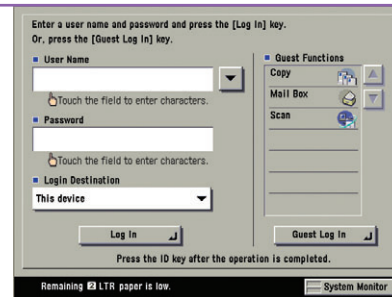 Enter a user name and password and press the [Log In] key.
Or, press the [Guest Log In] key.
User Name
Touch the field to enter characters.
Password
Touch the field to enter characters.
Login Destination
This device
Log In
Guest Functions
Copy
Mail Box
Scan
Guest Log In
Press the ID key after the operation is completed.
Remaining 2 LTR paper is low.
System Monitor